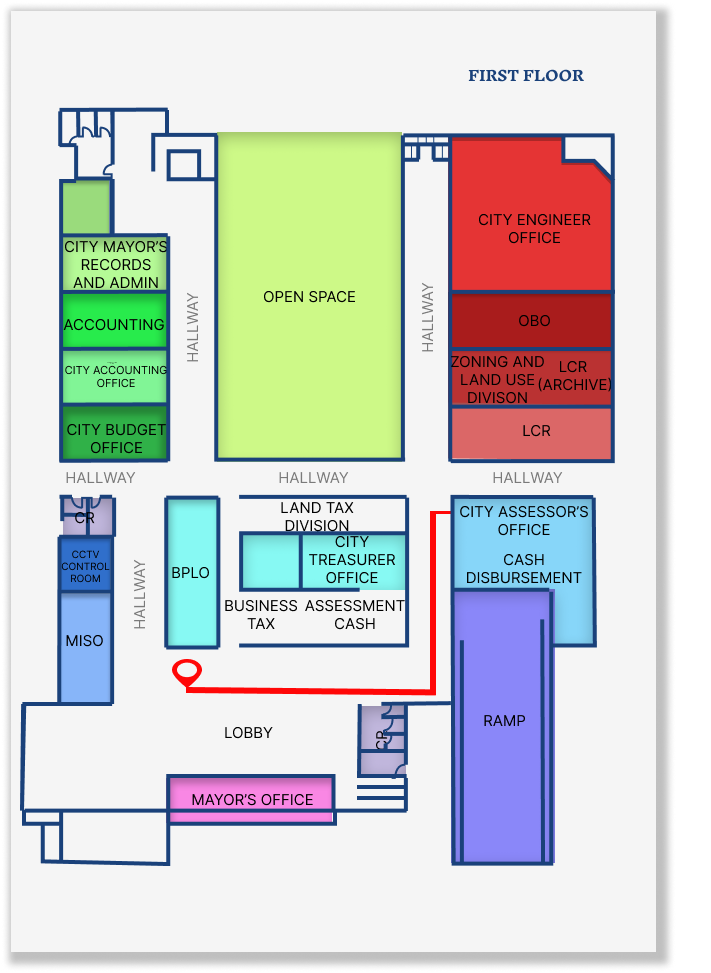 FIRST FLOOR
CITY ENGINEER
OFFICE
CITY MAYOR'S
RECORDS
AND ADMIN
OPEN SPACE
HALLWAY
HALLWAY
ACCOUNTING
OBO
CITY ACCOUNTING
OFFICE
ZONING AND
LAND USE
DIVISON
LCR
(ARCHIVE)
CITY BUDGET
OFFICE
LCR
HALLWAY
HALLWAY
HALLWAY
CR
LAND TAX
DIVISION
CITY ASSESSOR'S
OFFICE
CCTV
CONTROL
ROOM
HALLWAY
BPLO
CITY
TREASURER
OFFICE
CASH
DISBURSEMENT
MISO
BUSINESS
TAX
ASSESSMENT
CASH
RAMP
LOBBY
CR
MAYOR'S OFFICE